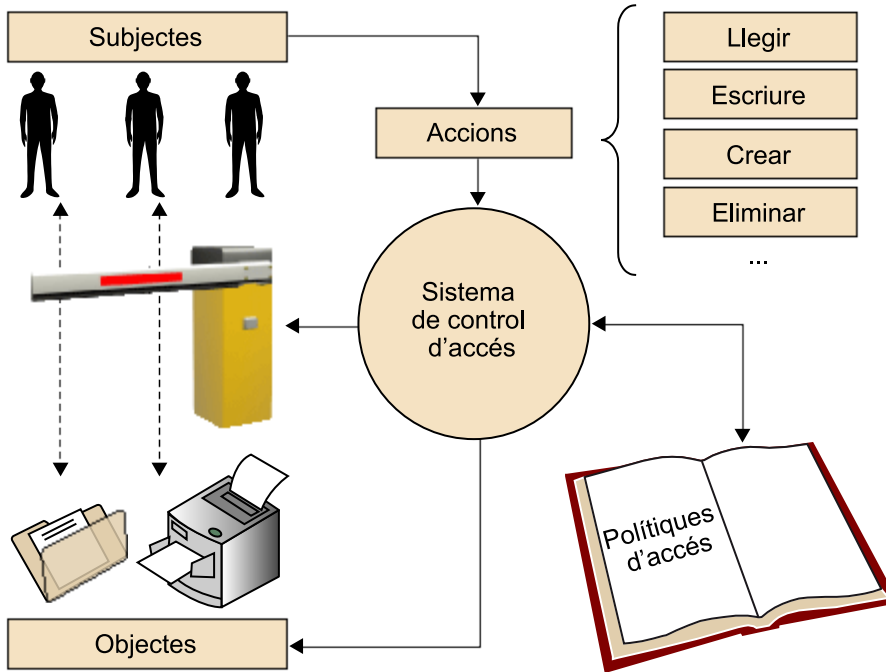 Subjectes
Accions
Llegir
Escriure
Crear
Eliminar
...
Sistema
de control
d'accés
Polítiques
d'accés
Objectes